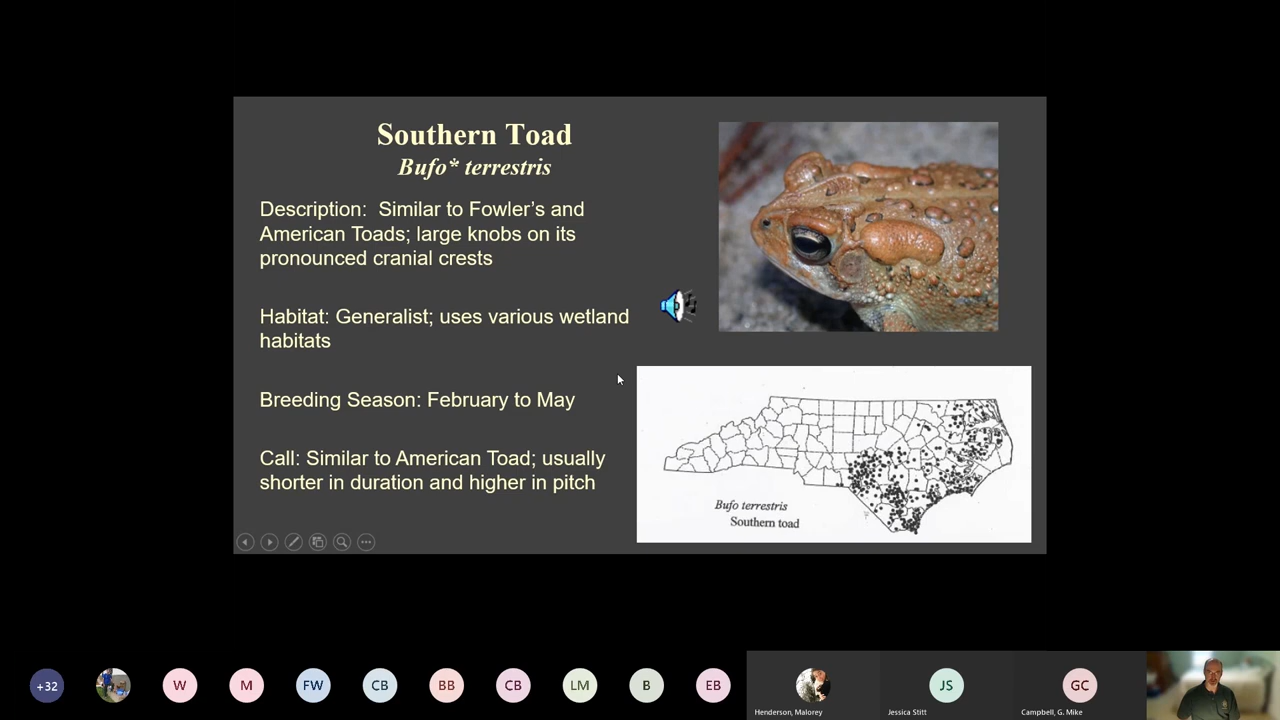 Southern Toad
Bufo* terrestris
Description:  Similar to Fowler's and
American Toads; large knobs on its
pronounced cranial crests
Habitat: Generalist; uses various wetland
habitats
Breeding Season: February to May
Call: Similar to American Toad; usually
shorter in duration and higher in pitch
Bufo terrestris
Southern toad
+32
W
M
FW
CB
BB
CB
LM
B
EB
Henderson, Malorey
JS
Jessica Stitt
GC
Campbell, G. Mike